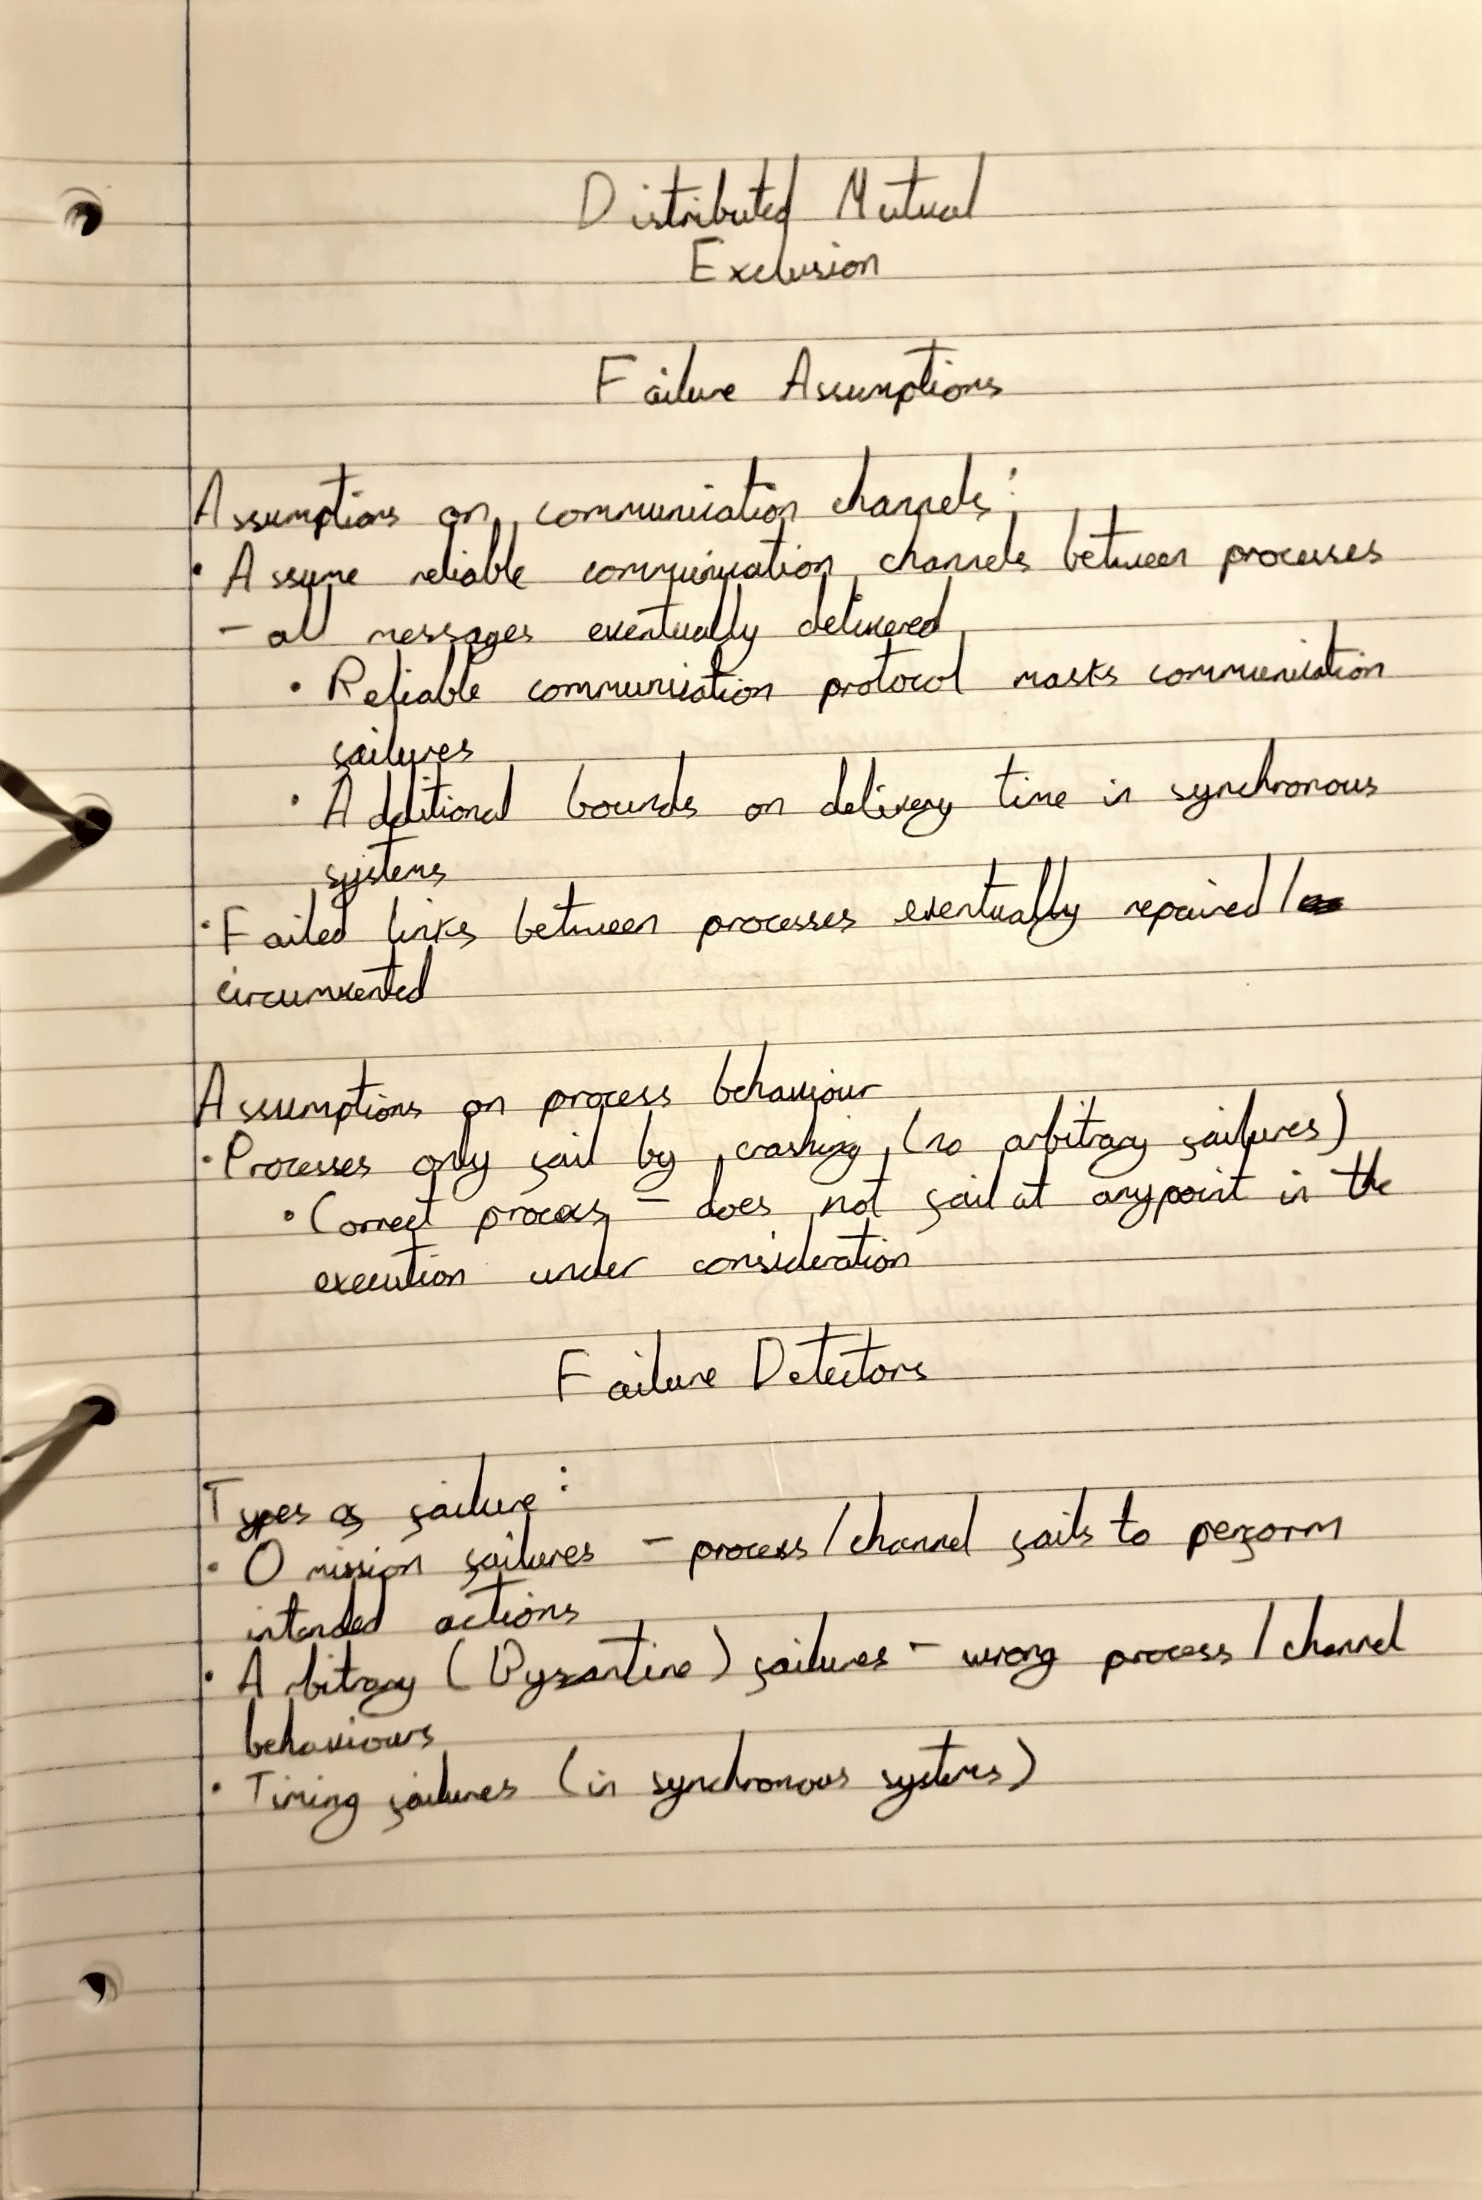 Distributed Mutual
Exclusion
Failure Assumptions
Assumptions on communication channels:
• Assume reliable communication channels between processes
- all messages eventually delivered
• Reliable communication protocol masks communication
failures
• Additional bounds on delivery time in synchronous
systems
• Failed links between processes eventually repaired/
circumvented
Assumptions on process behaviour
• Processes only fail by crashing (no arbitrary failures)
• Correct process - does not fail at any point in the
execution under consideration
Failure Detectors
Types of failure:
• Omission failures - process/channel fails to perform
intended actions
• Arbitrary (Byzantine) failures - wrong process/channel
behaviours
• Timing failures (in synchronous systems)